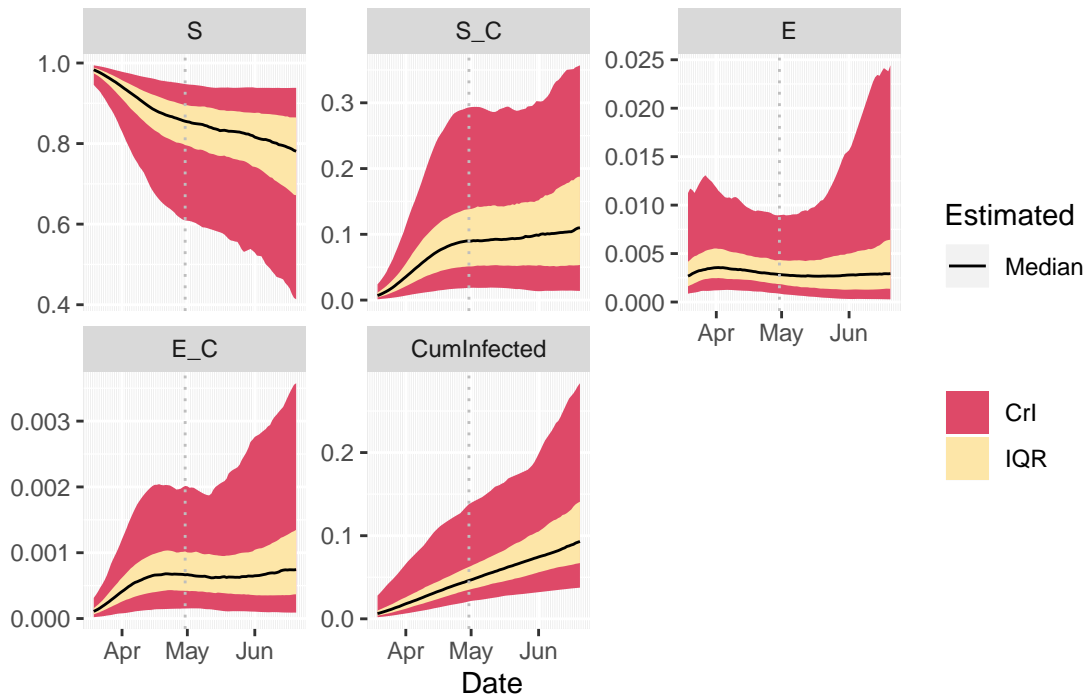 S
S_C
E
1.0
0.8
0.6
0.4
0.3
0.2
0.1
0.0
0.025
0.020
0.015
0.010
0.005
0.000
Apr May Jun
E_C
CumInfected
0.003
0.002
0.001
0.000
0.2
0.1
0.0
Apr May Jun
Apr May Jun
Date
Estimated
Median
CrI
IQR